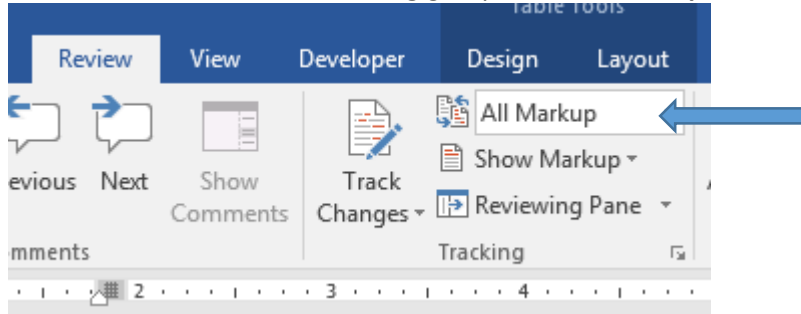 Table Tools
Review View Developer Design Layout
All Markup
Show Markup
Reviewing Pane
evious Next Show Comments Track Changes
mments Tracking
2 3 4